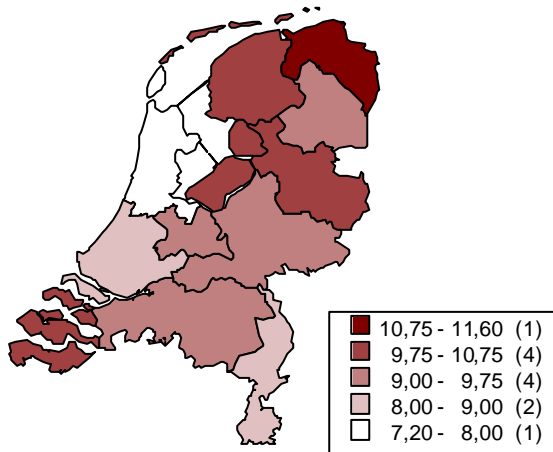 10,75 - 11,60 (1)
9,75 - 10,75 (4)
9,00 - 9,75 (4)
8,00 - 9,00 (2)
7,20 - 8,00 (1)